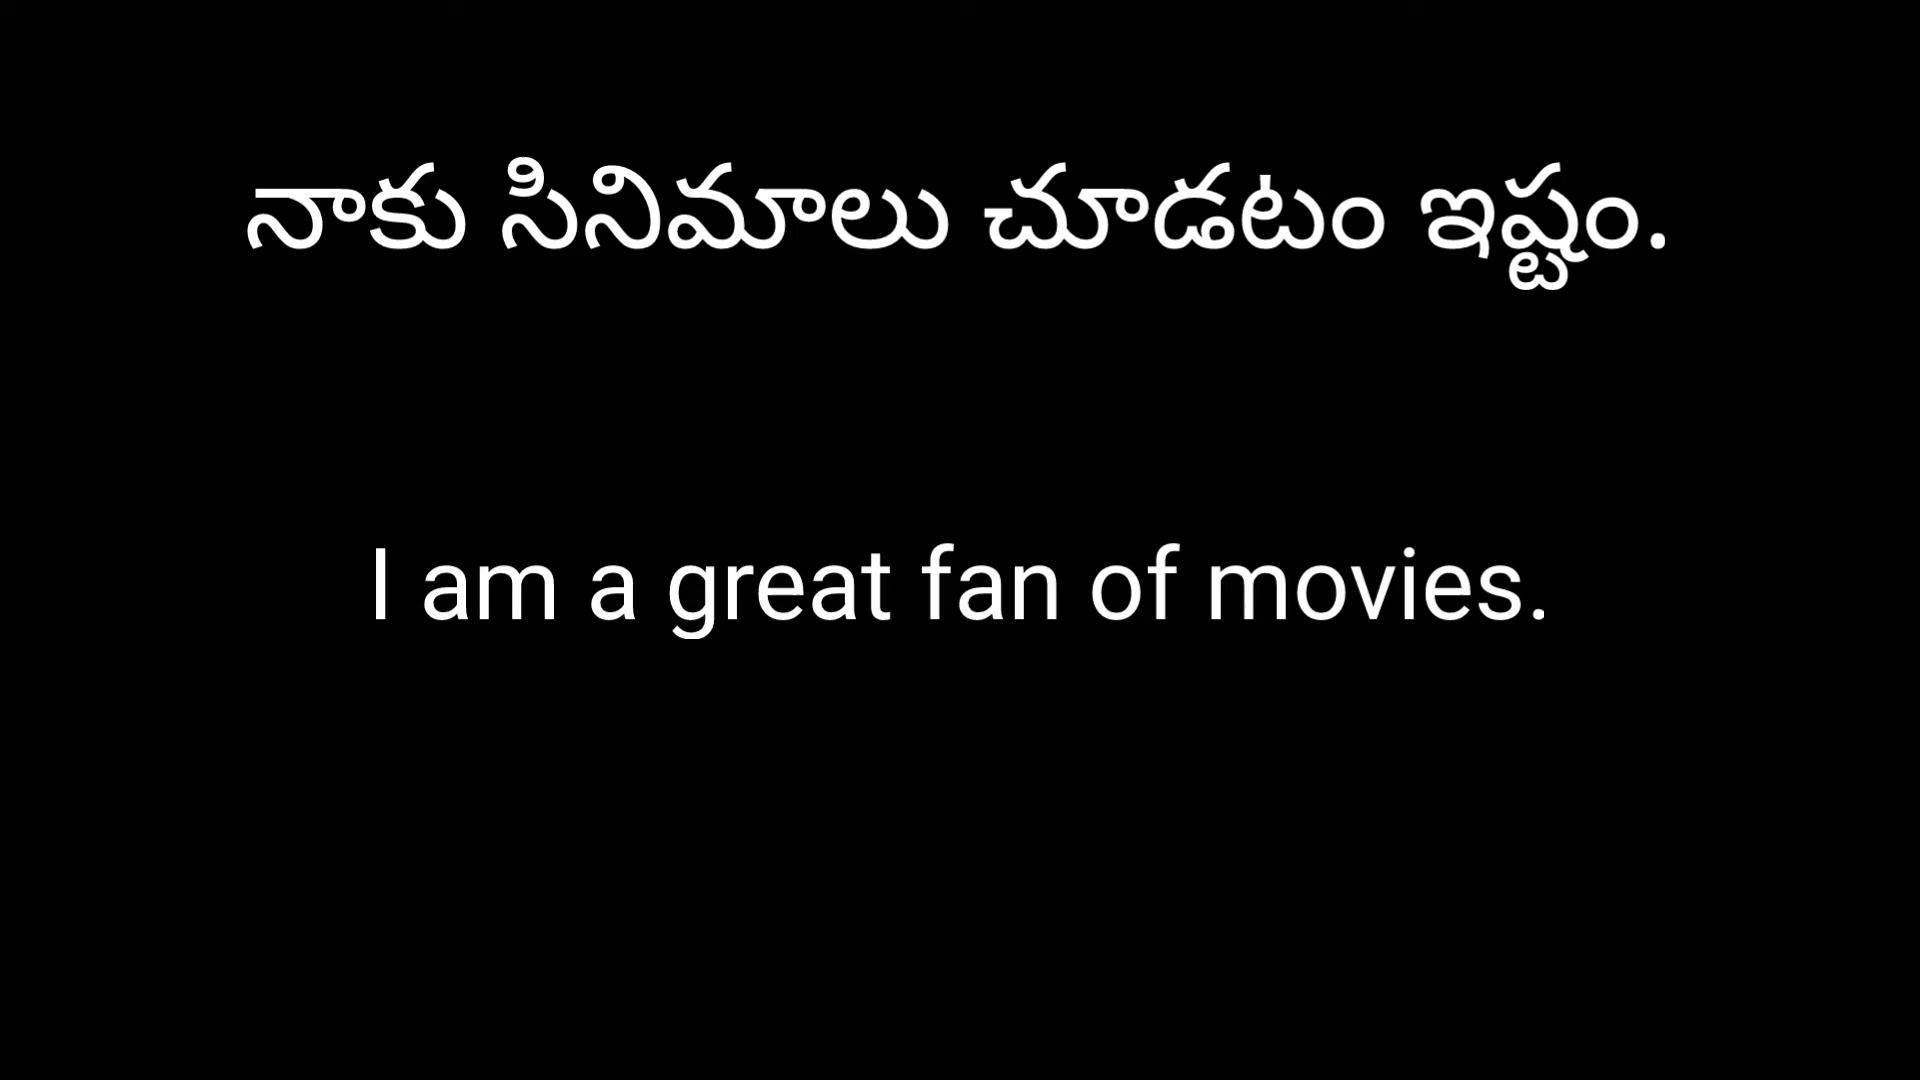 నాకు సినిమాలు చూడటం ఇష్టం.
I am a great fan of movies.